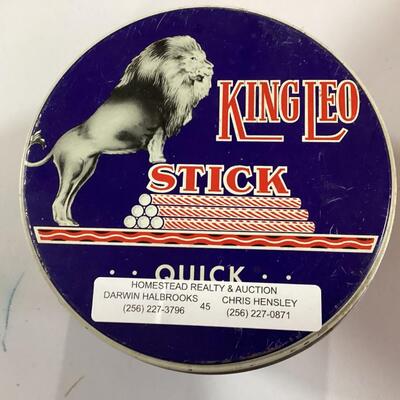 KING LEO
STICK
·· QUICK ··
HOMESTEAD REALTY & AUCTION
DARWIN HALBROOKS 45 CHRIS HENSLEY
(256) 227-3796 (256) 227-0871